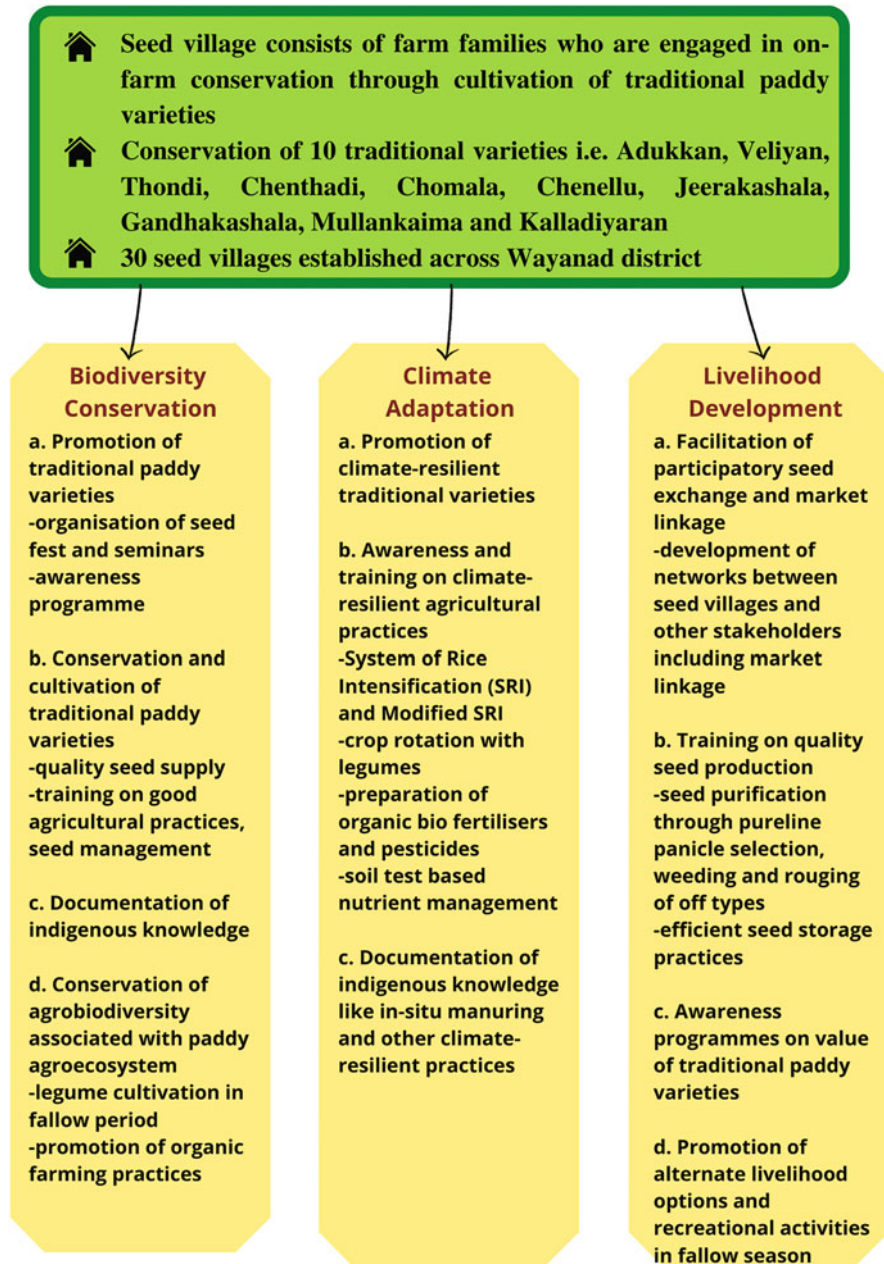 Seed village consists of farm families who are engaged in on-
farm conservation through cultivation of traditional paddy
varieties
Conservation of 10 traditional varieties i.e. Adukkan, Veliyan,
Thondi, Chenthadi, Chomala, Chenellu, Jeerakashala,
Gandhakashala, Mullankaima and Kalladiyaran
30 seed villages established across Wayanad district
Biodiversity
Conservation
a. Promotion of
traditional paddy
varieties
-organisation of seed
fest and seminars
-awareness
programme
b. Conservation and
cultivation of
traditional paddy
varieties
-quality seed supply
-training on good
agricultural practices,
seed management
c. Documentation of
indigenous knowledge
d. Conservation of
agrobiodiversity
associated with paddy
agroecosystem
-legume cultivation in
fallow period
-promotion of organic
farming practices
Climate
Adaptation
a. Promotion of
climate-resilient
traditional varieties
b. Awareness and
training on climate-
resilient agricultural
practices
-System of Rice
Intensification (SRI)
and Modified SRI
-crop rotation with
legumes
-preparation of
organic bio fertilisers
and pesticides
-soil test based
nutrient management
c. Documentation of
indigenous knowledge
like in-situ manuring
and other climate-
resilient practices
Livelihood
Development
a. Facilitation of
participatory seed
exchange and market
linkage
-development of
networks between
seed villages and
other stakeholders
including market
linkage
b. Training on quality
seed production
-seed purification
through pureline
panicle selection,
weeding and rouging
of off types
-efficient seed storage
practices
c. Awareness
programmes on value
of traditional paddy
varieties
d. Promotion of
alternate livelihood
options and
recreational activities
in fallow season